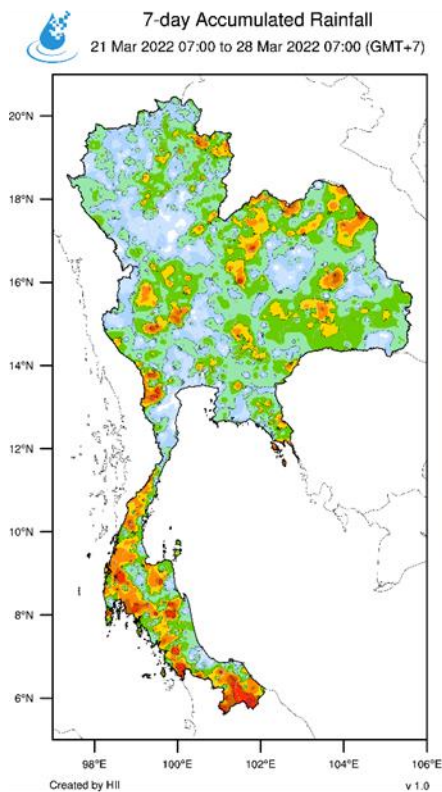 7-day Accumulated Rainfall
21 Mar 2022 07:00 to 28 Mar 2022 07:00 (GMT+7)
20°N
18°N
16°N
14°N
12°N
10°N
8°N
6°N
98°E 100°E 102°E 104°E 106°E
Created by HII v 1.0